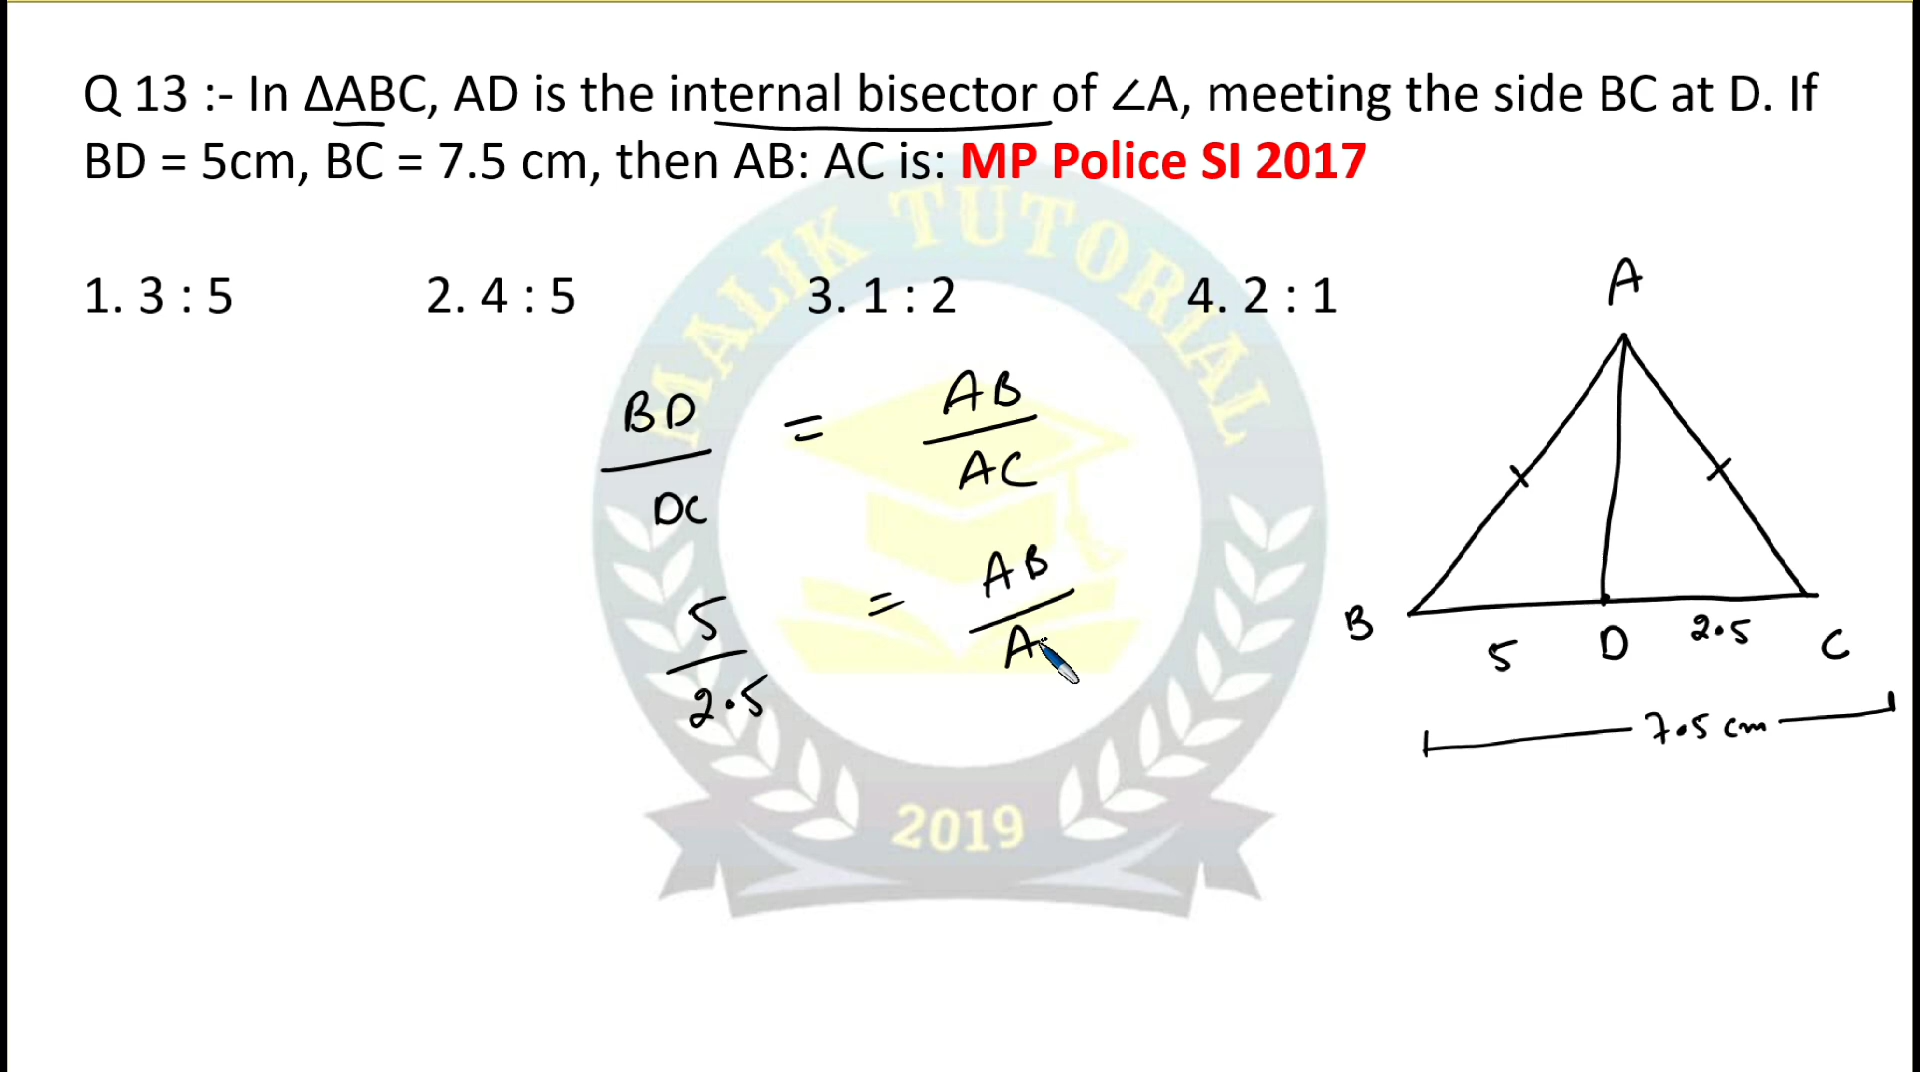 Q 13 :- In ΔABC, AD is the internal bisector of ∠A, meeting the side BC at D. If
BD = 5cm, BC = 7.5 cm, then AB: AC is: MP Police SI 2017
MALIK TUTORIAL
1. 3 : 5 2. 4 : 5 3. 1 : 2 4. 2 : 1
A
BD = AB
DC AC
5 = AB
2.5 A
B 5 D 2.5 C
7.5 cm
2019